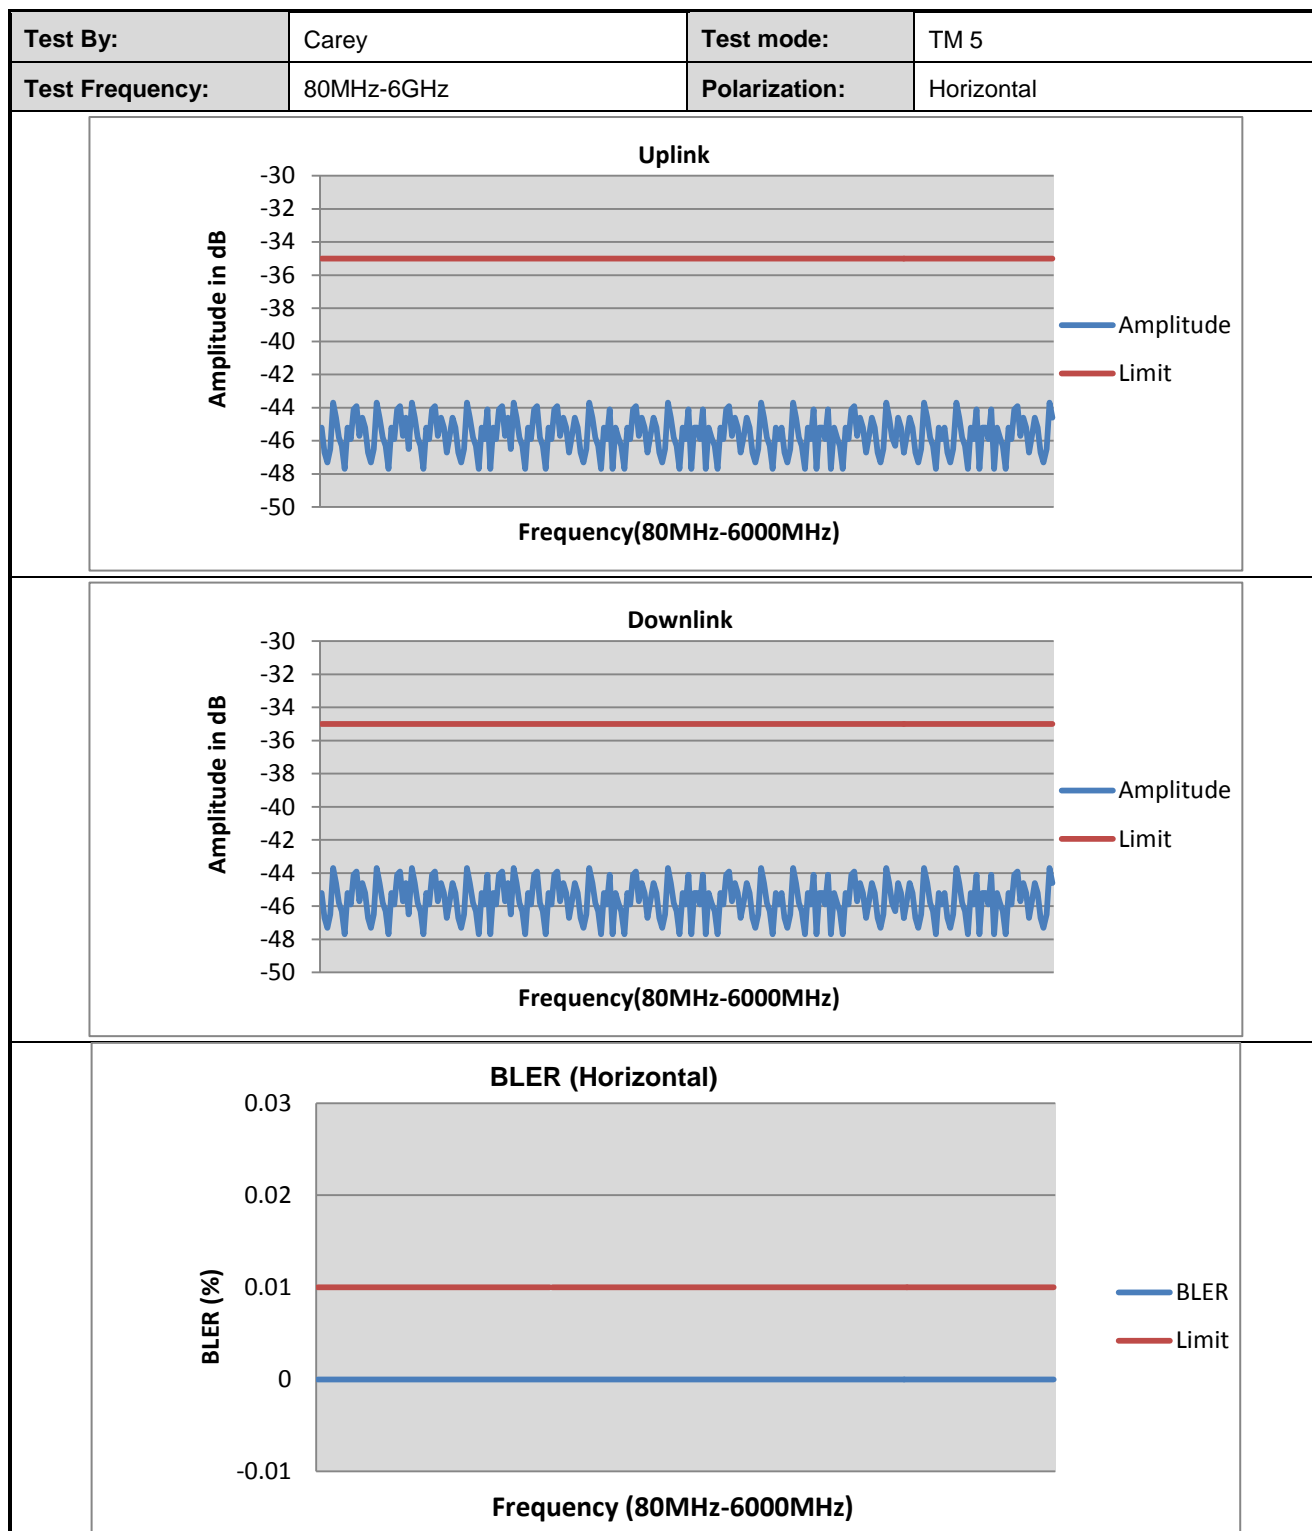 Test By: Carey Test mode: TM 5
Test Frequency: 80MHz-6GHz Polarization: Horizontal
Uplink
-30
-32
-34
-36
-38
-40
-42
-44
-46
-48
-50
Amplitude in dB
Amplitude
Limit
Frequency(80MHz-6000MHz)
Downlink
-30
-32
-34
-36
-38
-40
-42
-44
-46
-48
-50
Amplitude in dB
Amplitude
Limit
Frequency(80MHz-6000MHz)
BLER (Horizontal)
0.03
0.02
0.01
0
-0.01
BLER (%)
BLER
Limit
Frequency (80MHz-6000MHz)